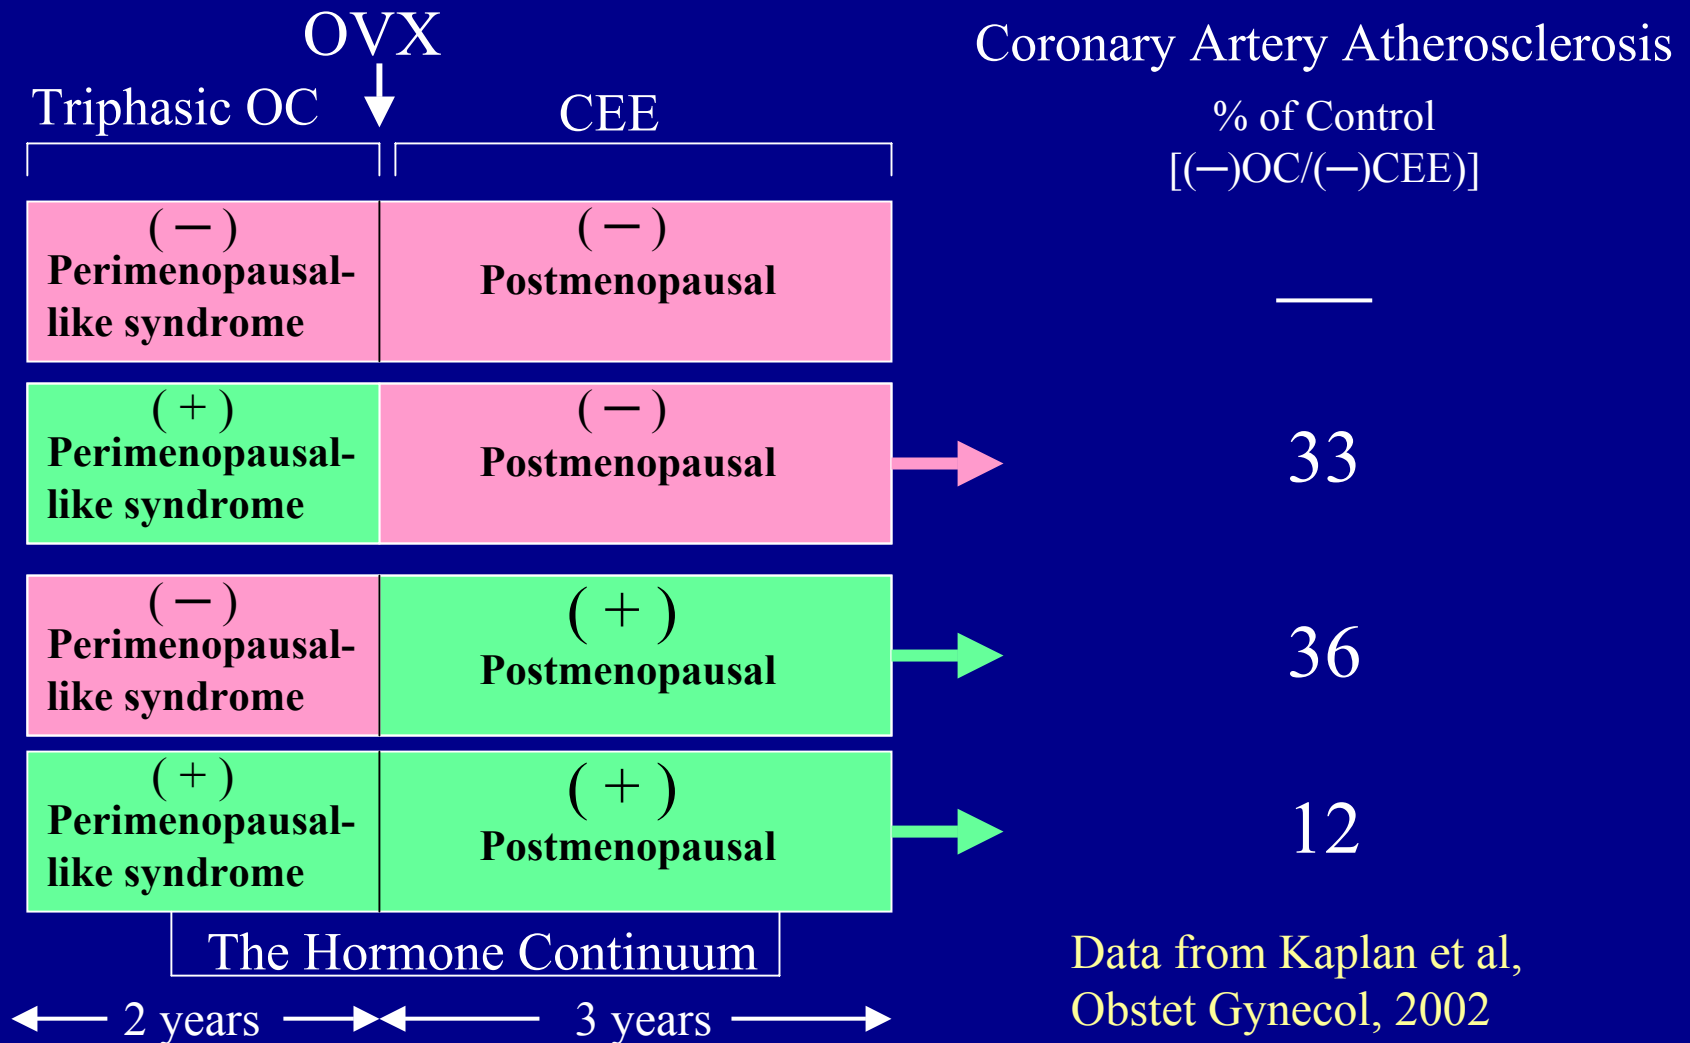 OVX
Triphasic OC
CEE
Coronary Artery Atherosclerosis
% of Control
[(—)OC/(—)CEE)]
( — )
Perimenopausal-
like syndrome
( — )
Postmenopausal
—
( + )
Perimenopausal-
like syndrome
( — )
Postmenopausal
33
( — )
Perimenopausal-
like syndrome
( + )
Postmenopausal
36
( + )
Perimenopausal-
like syndrome
( + )
Postmenopausal
12
The Hormone Continuum
2 years
3 years
Data from Kaplan et al,
Obstet Gynecol, 2002